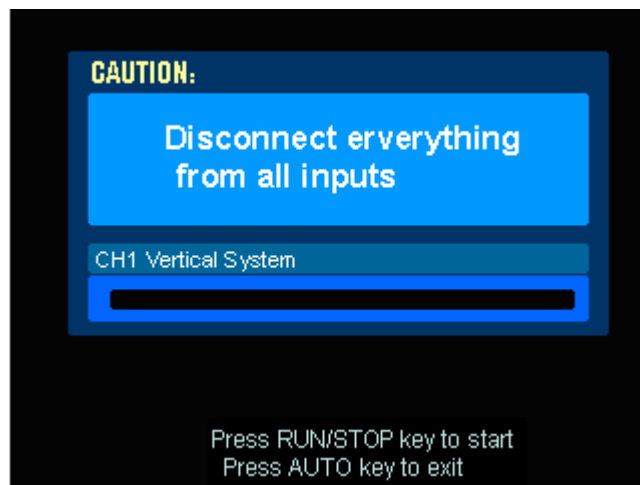 CAUTION:
Disconnect erverything
from all inputs
CH1 Vertical System
Press RUN/STOP key to start
Press AUTO key to exit